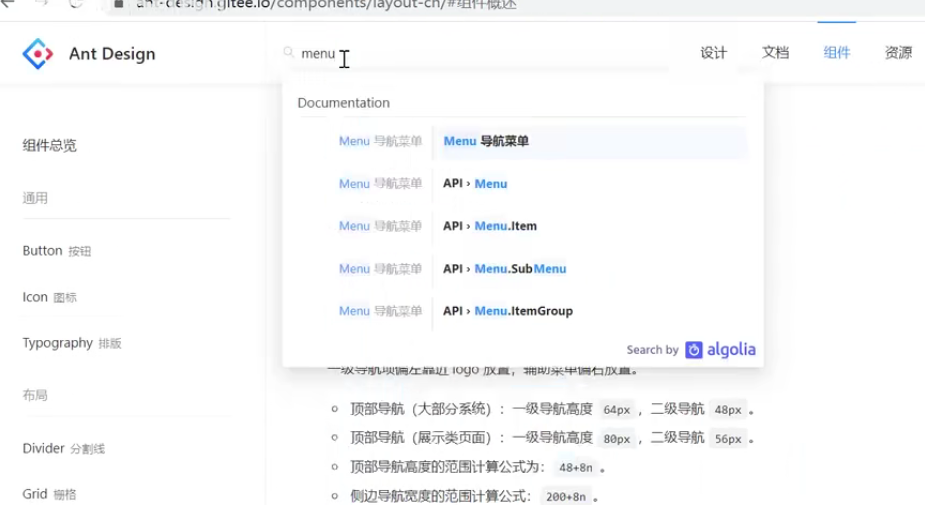 ant-design.gitee.io/components/layout-cn/#组件概述
Ant Design
menu
设计 文档 组件 资源
Documentation
Menu 导航菜单 Menu 导航菜单
Menu 导航菜单 API › Menu
Menu 导航菜单 API › Menu.Item
Menu 导航菜单 API › Menu.SubMenu
Menu 导航菜单 API › Menu.ItemGroup
Search by algolia
组件总览
通用
Button 按钮
Icon 图标
Typography 排版
布局
Divider 分割线
Grid 栅格
一级导航项偏左靠近 logo 放置，辅助菜单偏右放置。
顶部导航（大部分系统）：一级导航高度 64px ，二级导航 48px 。
顶部导航（展示类页面）：一级导航高度 80px ，二级导航 56px 。
顶部导航高度的范围计算公式为： 48+8n 。
侧边导航宽度的范围计算公式： 200+8n 。